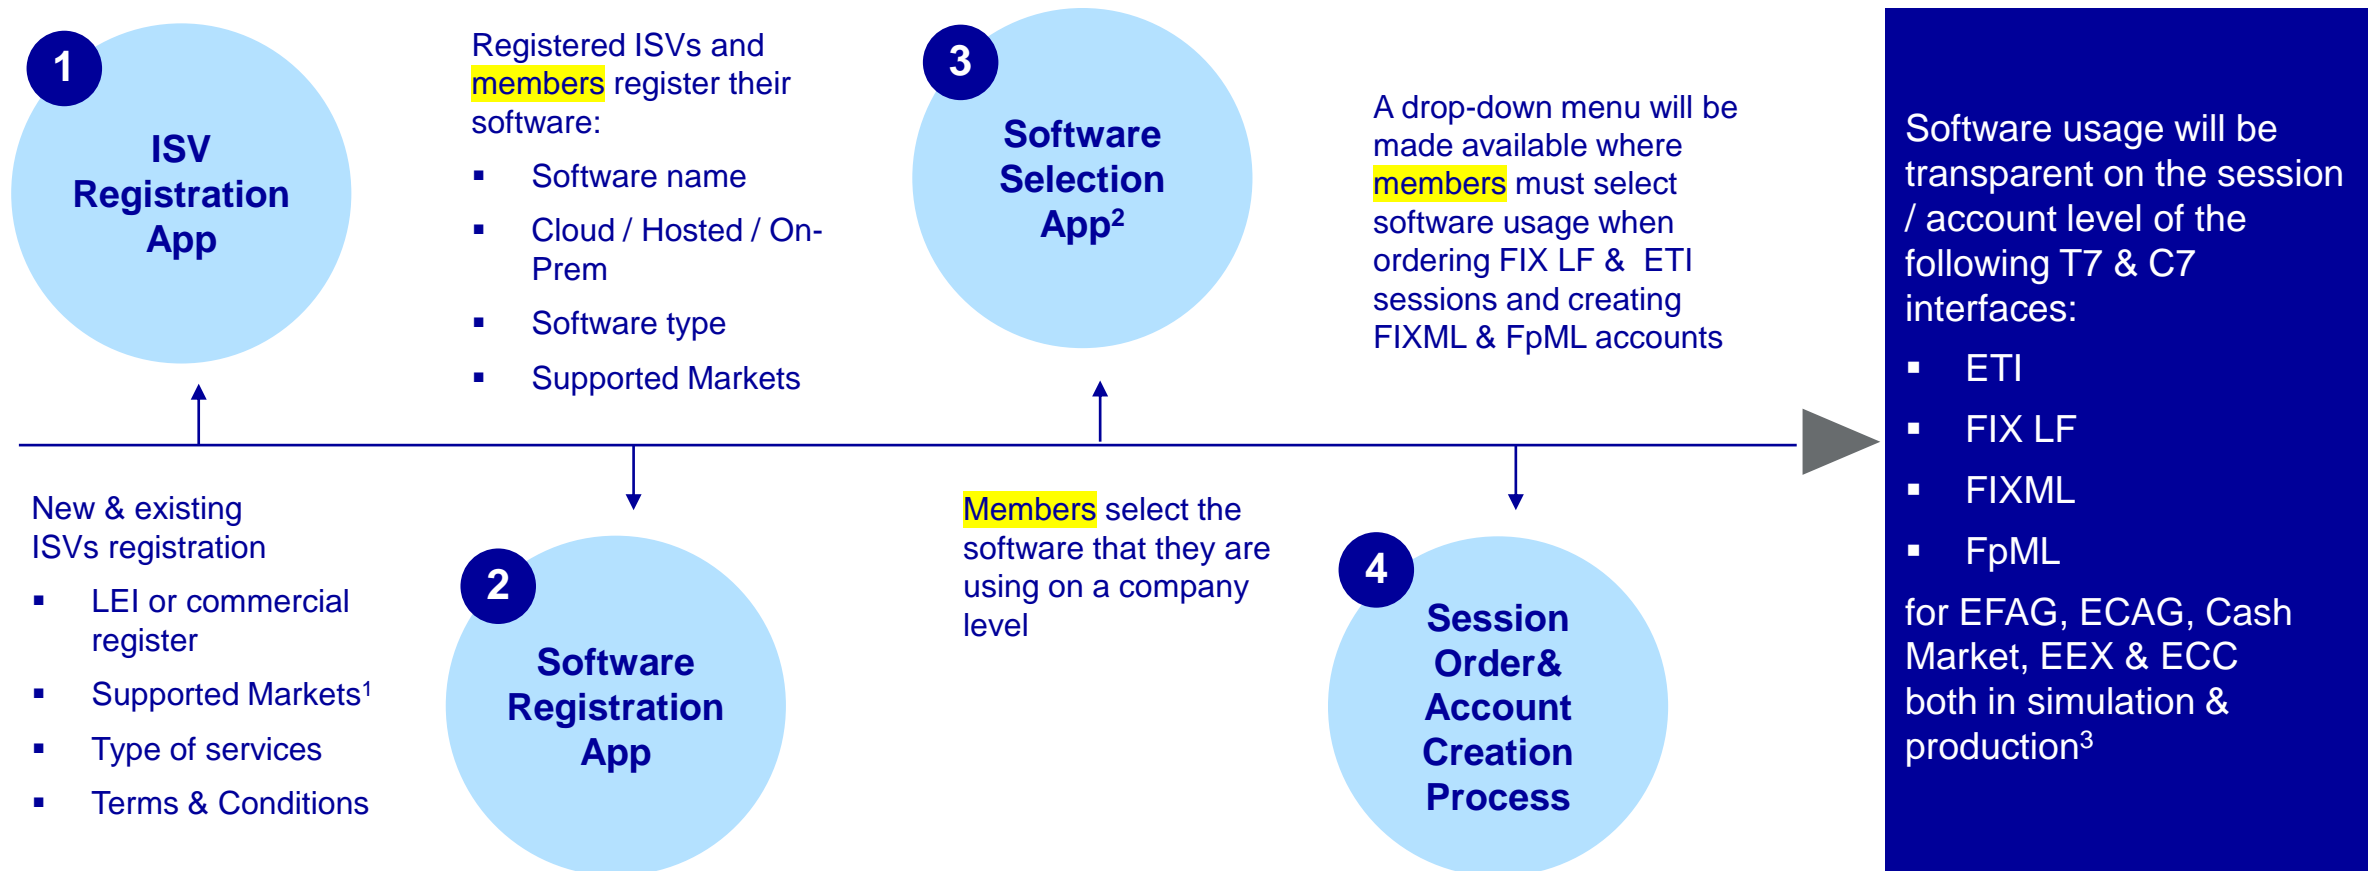 1
ISV
Registration
App
New & existing
ISVs registration
▪ LEI or commercial
register
▪ Supported Markets¹
▪ Type of services
▪ Terms & Conditions
Registered ISVs and
members register their
software:
▪ Software name
▪ Cloud / Hosted / On-
Prem
▪ Software type
▪ Supported Markets
2
Software
Registration
App
3
Software
Selection
App²
Members select the
software that they are
using on a company
level
A drop-down menu will be
made available where
members must select
software usage when
ordering FIX LF & ETI
sessions and creating
FIXML & FpML accounts
4
Session
Order&
Account
Creation
Process
Software usage will be
transparent on the session
/ account level of the
following T7 & C7
interfaces:
▪ ETI
▪ FIX LF
▪ FIXML
▪ FpML
for EFAG, ECAG, Cash
Market, EEX & ECC
both in simulation &
production³